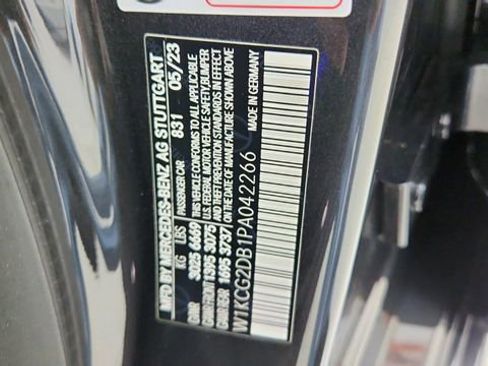 MFD BY MERCEDES-BENZ AG STUTTGART
PASSENGER CAR 831 05/23
KG LBS
GVWR 3025 6669
GAWR FRONT 1395 3075
GAWR REAR 1695 3737
THIS VEHICLE CONFORMS TO ALL APPLICABLE
U.S. FEDERAL MOTOR VEHICLE SAFETY, BUMPER
AND THEFT PREVENTION STANDARDS IN EFFECT
ON THE DATE OF MANUFACTURE SHOWN ABOVE
MADE IN GERMANY
W1KCG2DB1PA042266